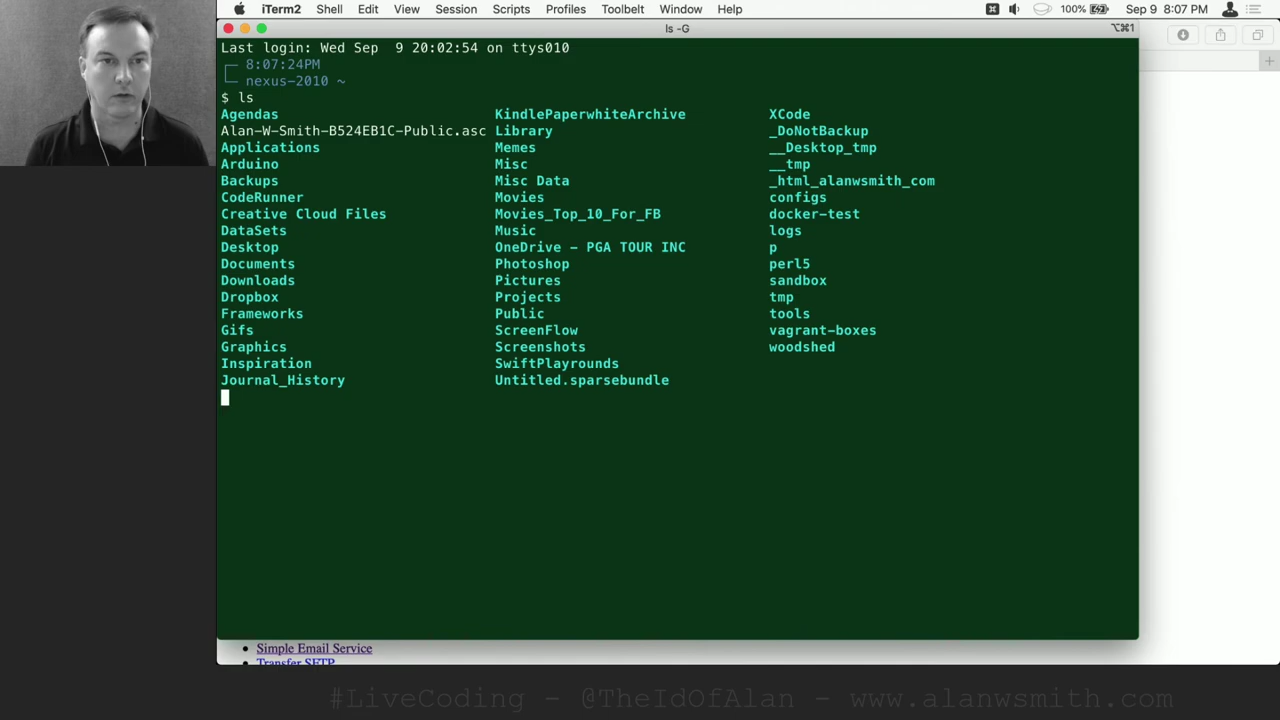 iTerm2 Shell Edit View Session Scripts Profiles Toolbelt Window Help 100% Sep 9 8:07 PM
ls -G ⌥⌘1
Last login: Wed Sep  9 20:02:54 on ttys010
8:07:24PM
nexus-2010 ~
$ ls
Agendas KindlePaperwhiteArchive XCode
Alan-W-Smith-B524EB1C-Public.asc Library _DoNotBackup
Applications Memes __Desktop_tmp
Arduino Misc __tmp
Backups Misc Data _html_alanwsmith_com
CodeRunner Movies configs
Creative Cloud Files Movies_Top_10_For_FB docker-test
DataSets Music logs
Desktop OneDrive - PGA TOUR INC p
Documents Photoshop perl5
Downloads Pictures sandbox
Dropbox Projects tmp
Frameworks Public tools
Gifs ScreenFlow vagrant-boxes
Graphics Screenshots woodshed
Inspiration SwiftPlayrounds
Journal_History Untitled.sparsebundle
Simple Email Service
Transfer SFTP
#LiveCoding - @TheIdOfAlan - www.alanwsmith.com